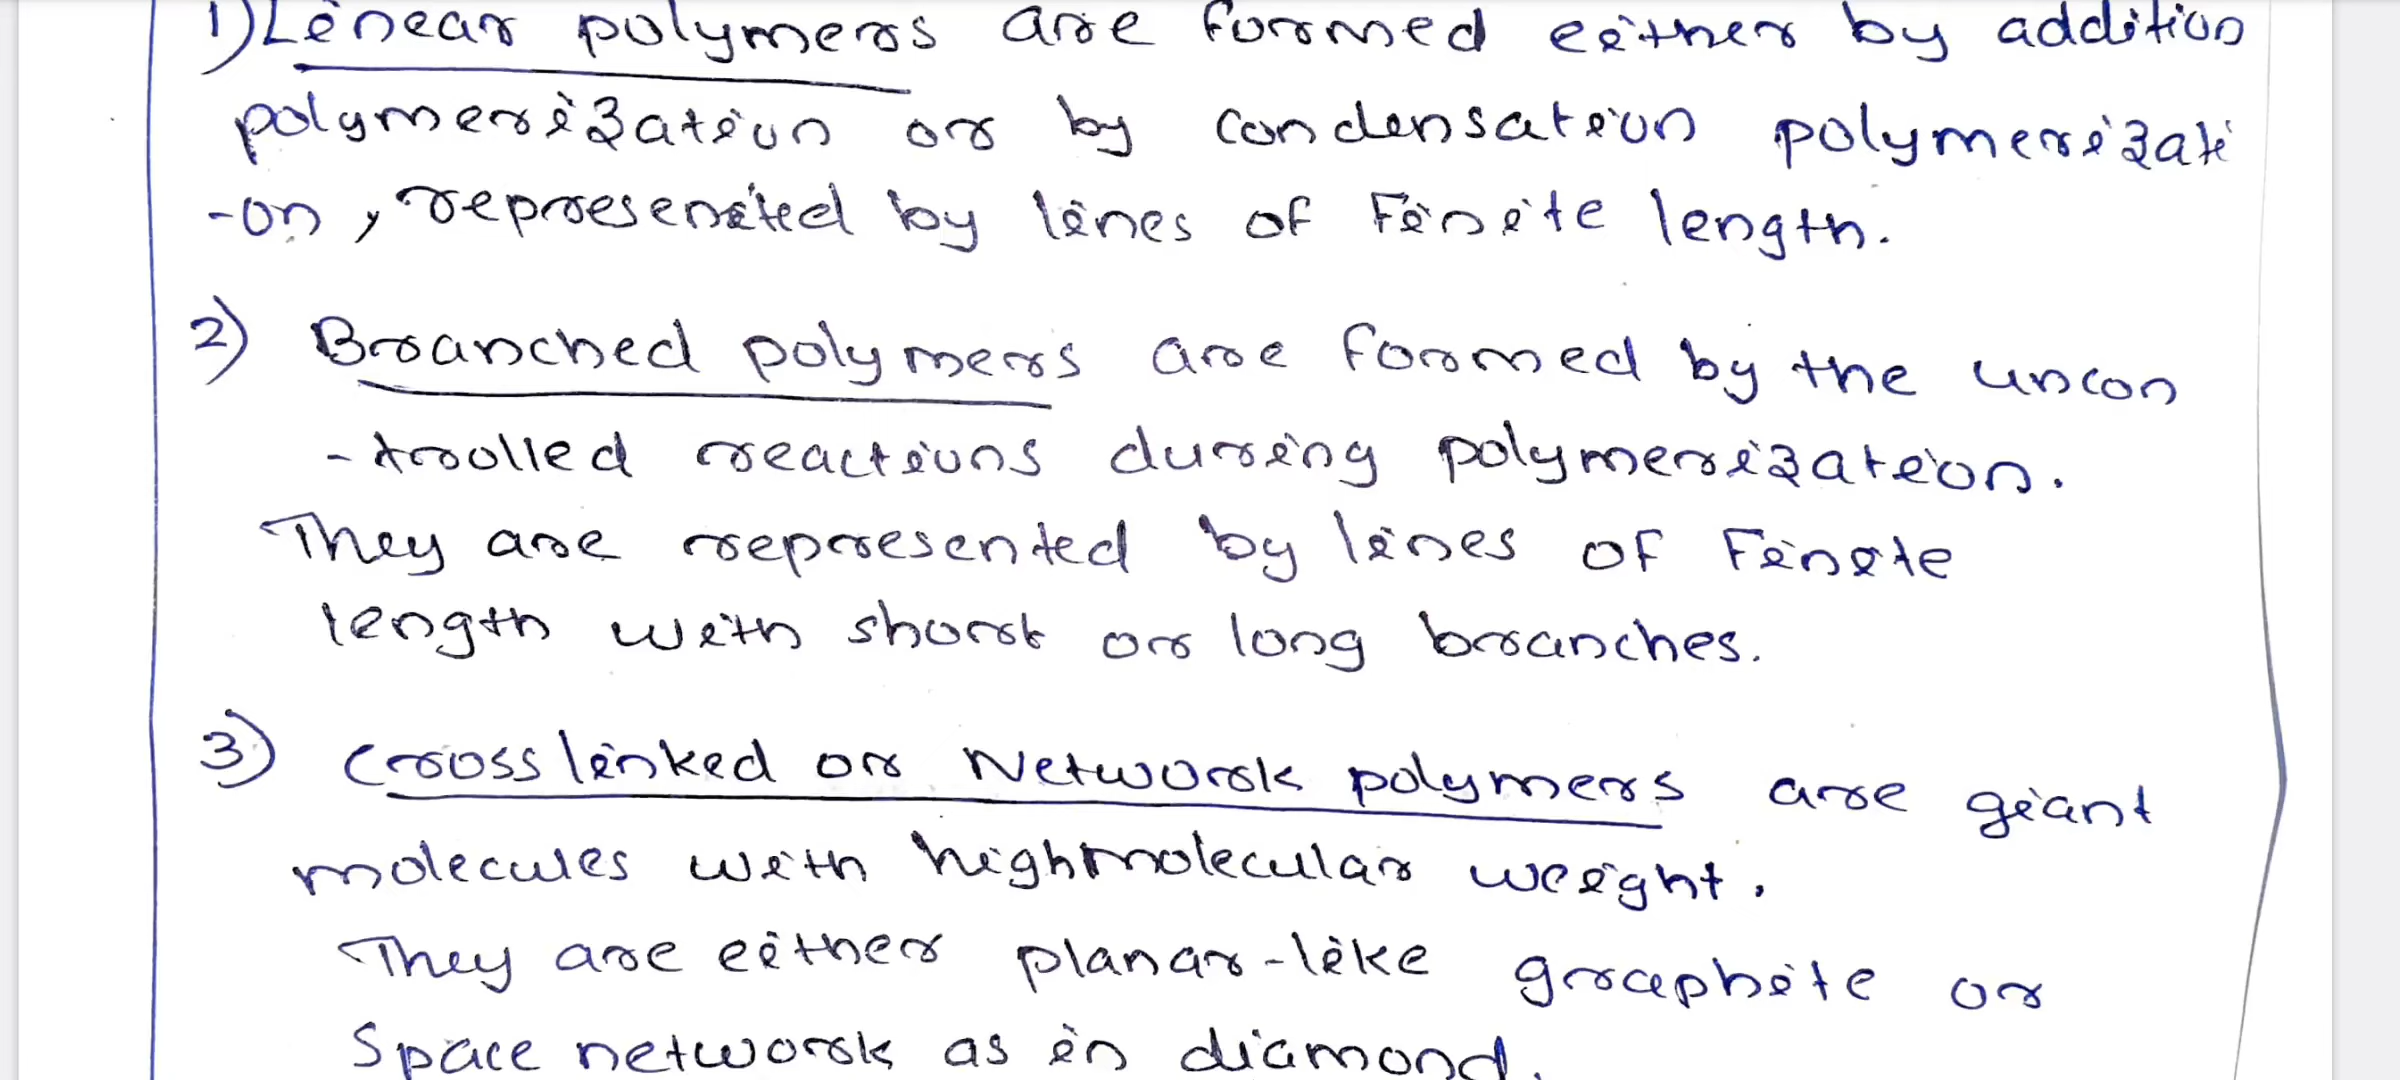 1) Linear polymers are formed either by addition
polymerization or by condensation polymerizati
-on, represented by lines of Finite length.
2) Branched polymers are formed by the uncon
-trolled reactions during polymerization.
They are represented by lines of Finite
length with short or long branches.
3) Cross linked or Network polymers are giant
molecules with highmolecular weight.
They are either planar-like graphite or
Space network as in diamond.